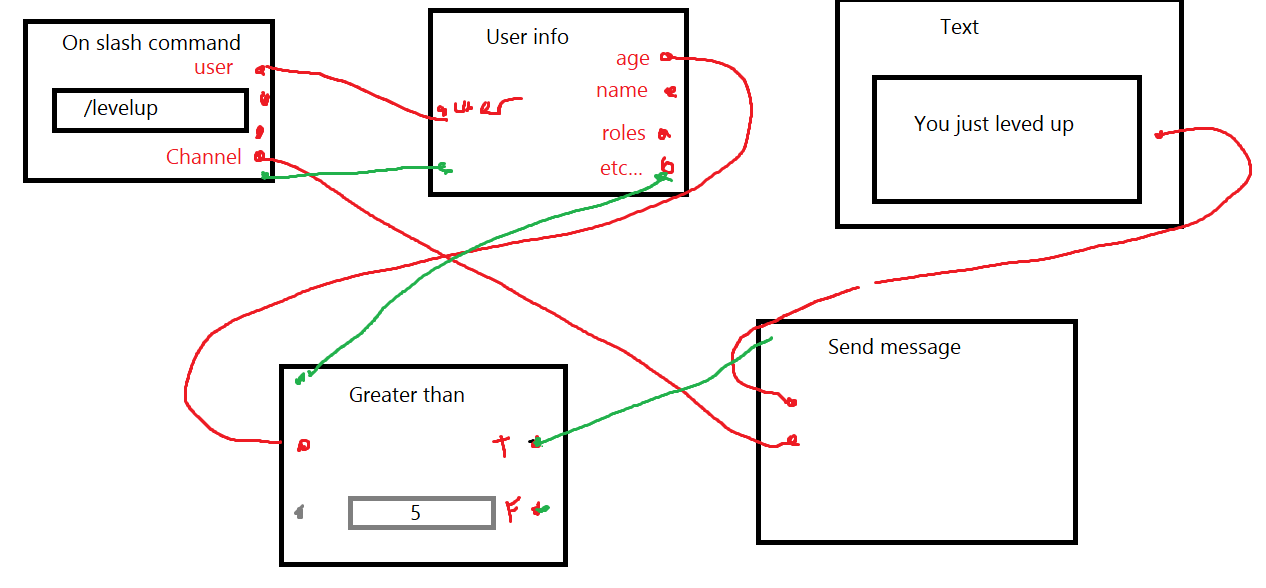 On slash command
user
/levelup
Channel
User info
age
name
user
roles
etc...
Text
You just leved up
Greater than
T
5
F
Send message